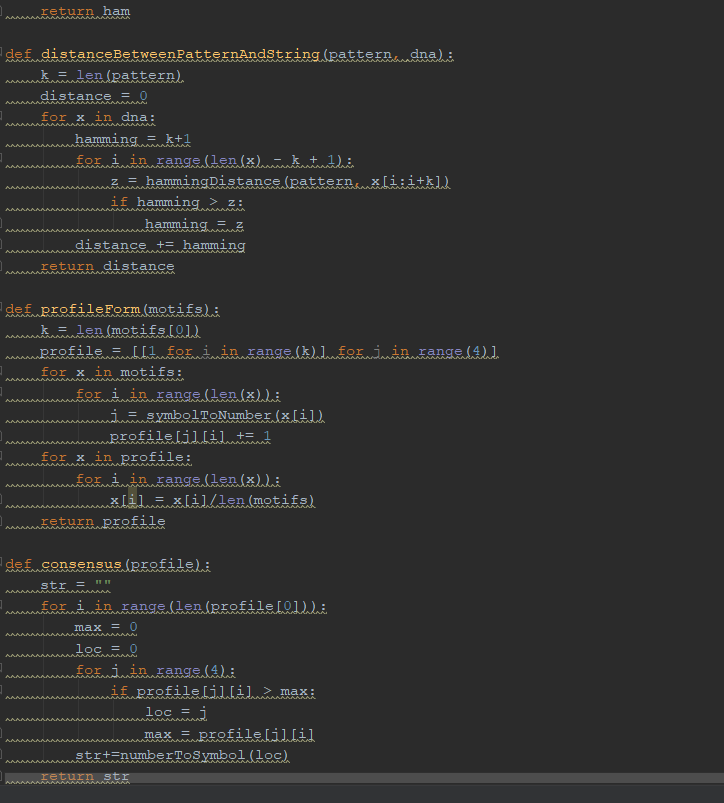 return ham

def distanceBetweenPatternAndString(pattern, dna):
    k = len(pattern)
    distance = 0
    for x in dna:
        hamming = k+1
        for i in range(len(x) - k + 1):
            z = hammingDistance(pattern, x[i:i+k])
            if hamming > z:
                hamming = z
        distance += hamming
    return distance

def profileForm(motifs):
    k = len(motifs[0])
    profile = [[1 for i in range(k)] for j in range(4)]
    for x in motifs:
        for i in range(len(x)):
            j = symbolToNumber(x[i])
            profile[j][i] += 1
    for x in profile:
        for i in range(len(x)):
            x[i] = x[i]/len(motifs)
    return profile

def consensus(profile):
    str = ""
    for i in range(len(profile[0])):
        max = 0
        loc = 0
        for j in range(4):
            if profile[j][i] > max:
                loc = j
                max = profile[j][i]
        str+=numberToSymbol(loc)
    return str